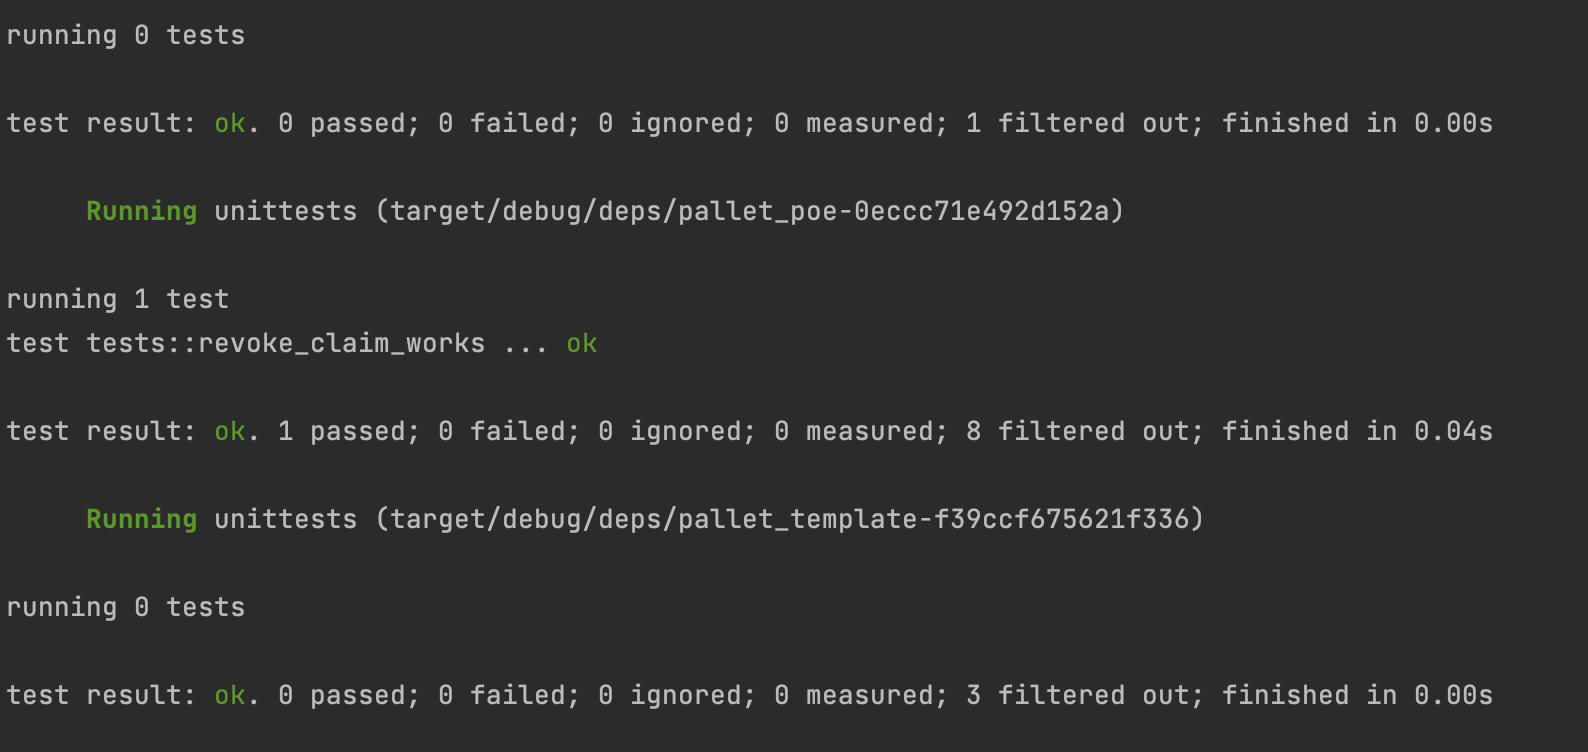 running 0 tests
test result: ok. 0 passed; 0 failed; 0 ignored; 0 measured; 1 filtered out; finished in 0.00s
Running unittests (target/debug/deps/pallet_poe-0eccc71e492d152a)
running 1 test
test tests::revoke_claim_works ... ok
test result: ok. 1 passed; 0 failed; 0 ignored; 0 measured; 8 filtered out; finished in 0.04s
Running unittests (target/debug/deps/pallet_template-f39ccf675621f336)
running 0 tests
test result: ok. 0 passed; 0 failed; 0 ignored; 0 measured; 3 filtered out; finished in 0.00s